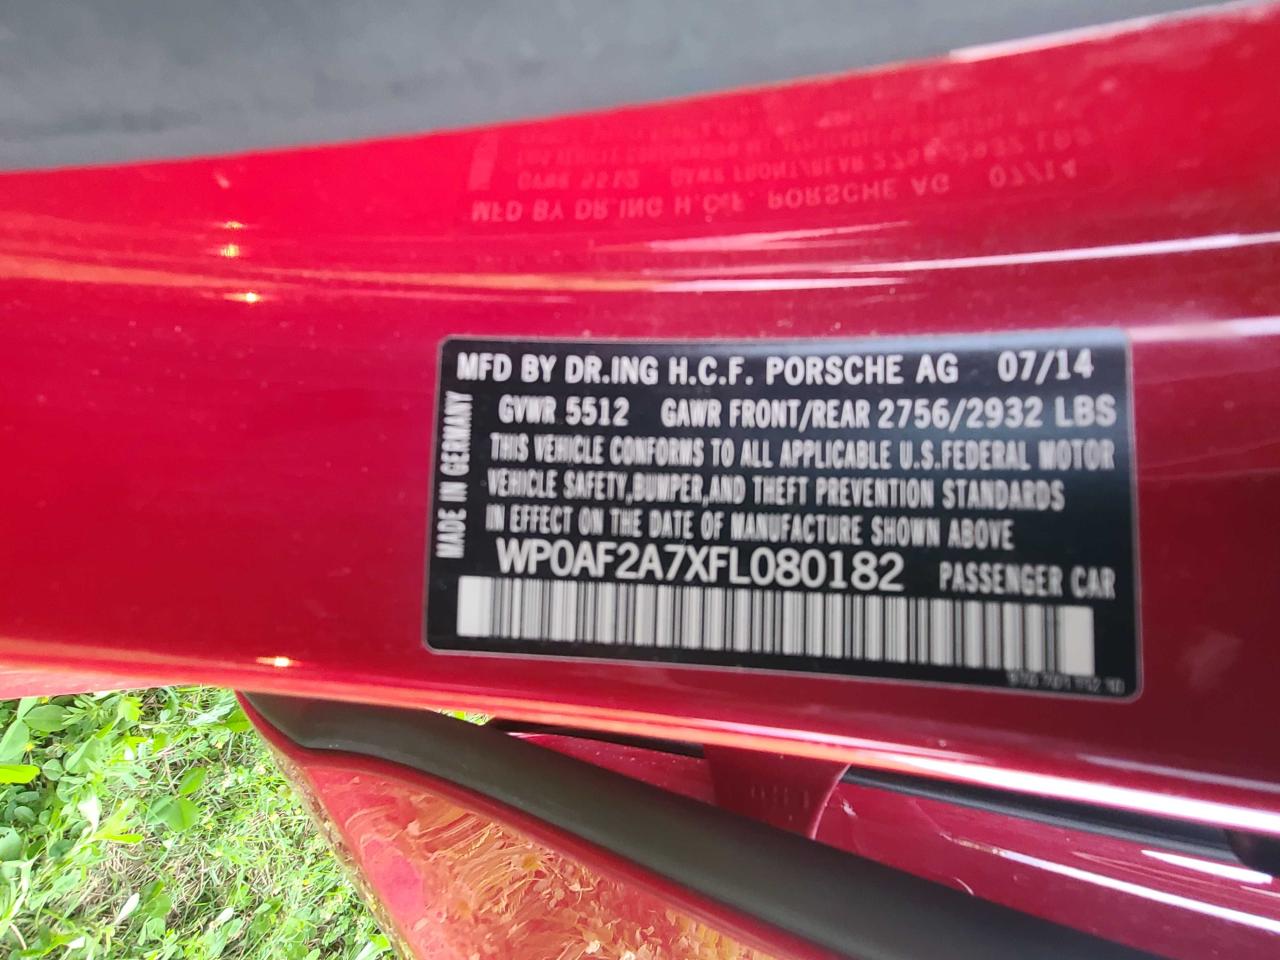 MFD BY DR.ING H.C.F. PORSCHE AG 07/14
GVWR 5512 GAWR FRONT/REAR 2756/2932 LBS
THIS VEHICLE CONFORMS TO ALL APPLICABLE U.S.FEDERAL MOTOR
VEHICLE SAFETY,BUMPER,AND THEFT PREVENTION STANDARDS
IN EFFECT ON THE DATE OF MANUFACTURE SHOWN ABOVE
WP0AF2A7XFL080182 PASSENGER CAR
MADE IN GERMANY